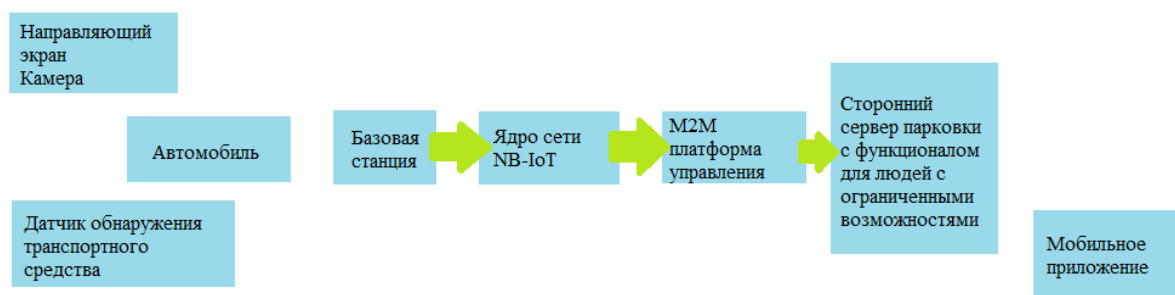 Направляющий
экран
Камера
Автомобиль
Датчик обнаружения
транспортного
средства
Базовая
станция
Ядро сети
NB-IoT
M2M
платформа
управления
Сторонний
сервер парковки
с функционалом
для людей с
ограниченными
возможностями
Мобильное
приложение